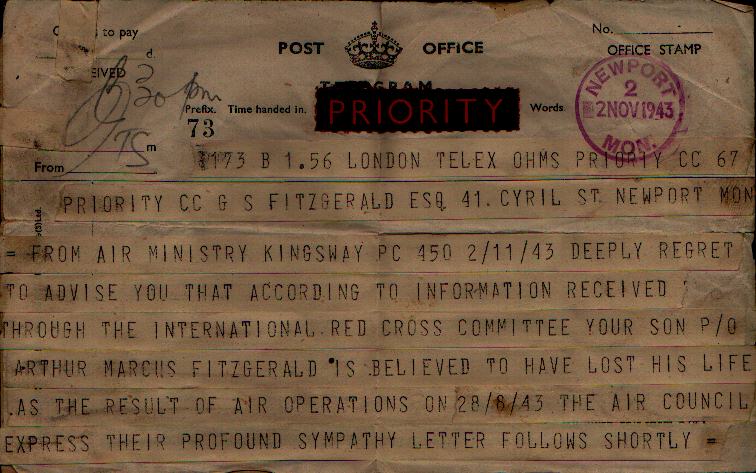 to pay
No.
POST OFFICE
OFFICE STAMP
d.
TELEGRAM
NEWPORT
2
2 NOV 1943
MON.
Prefix. Time handed in. PRIORITY Words
30 pm
73
m
From
173 B 1.56 LONDON TELEX OHMS PRIORITY CC 67
PRIORITY CC G S FITZGERALD ESQ 41. CYRIL ST NEWPORT MON
= FROM AIR MINISTRY KINGSWAY PC 450 2/11/43 DEEPLY REGRET
TO ADVISE YOU THAT ACCORDING TO INFORMATION RECEIVED
THROUGH THE INTERNATIONAL RED CROSS COMMITTEE YOUR SON P/O
ARTHUR MARCUS FITZGERALD IS BELIEVED TO HAVE LOST HIS LIFE
.AS THE RESULT OF AIR OPERATIONS ON 28/8/43 THE AIR COUNCIL
EXPRESS THEIR PROFOUND SYMPATHY LETTER FOLLOWS SHORTLY =